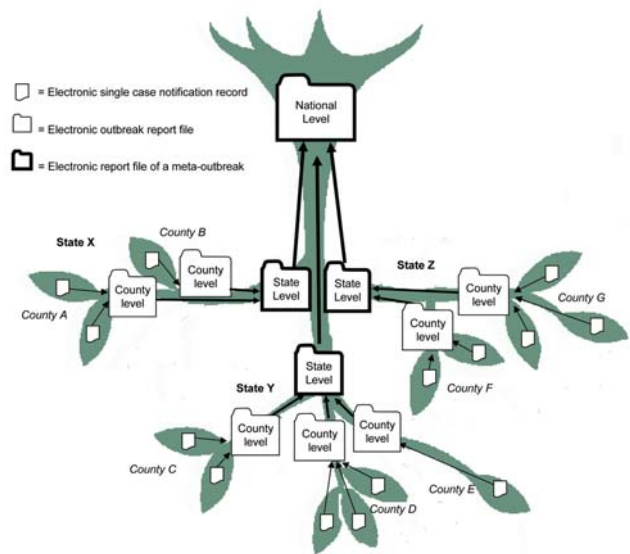 National
Level
= Electronic single case notification record
= Electronic outbreak report file
= Electronic report file of a meta-outbreak
State X
County B
County
level
County
level
County A
State
Level
State
Level
State Z
County
level
County G
County
level
County F
State
Level
State Y
County
level
County
level
County
level
County C
County D
County E